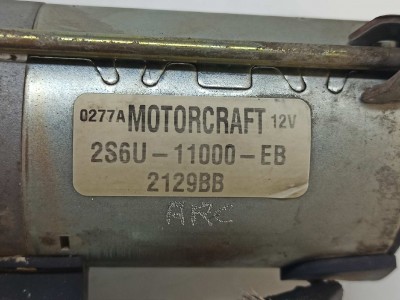 0277A MOTORCRAFT 12V
2S6U-11000-EB
2129BB
ARC